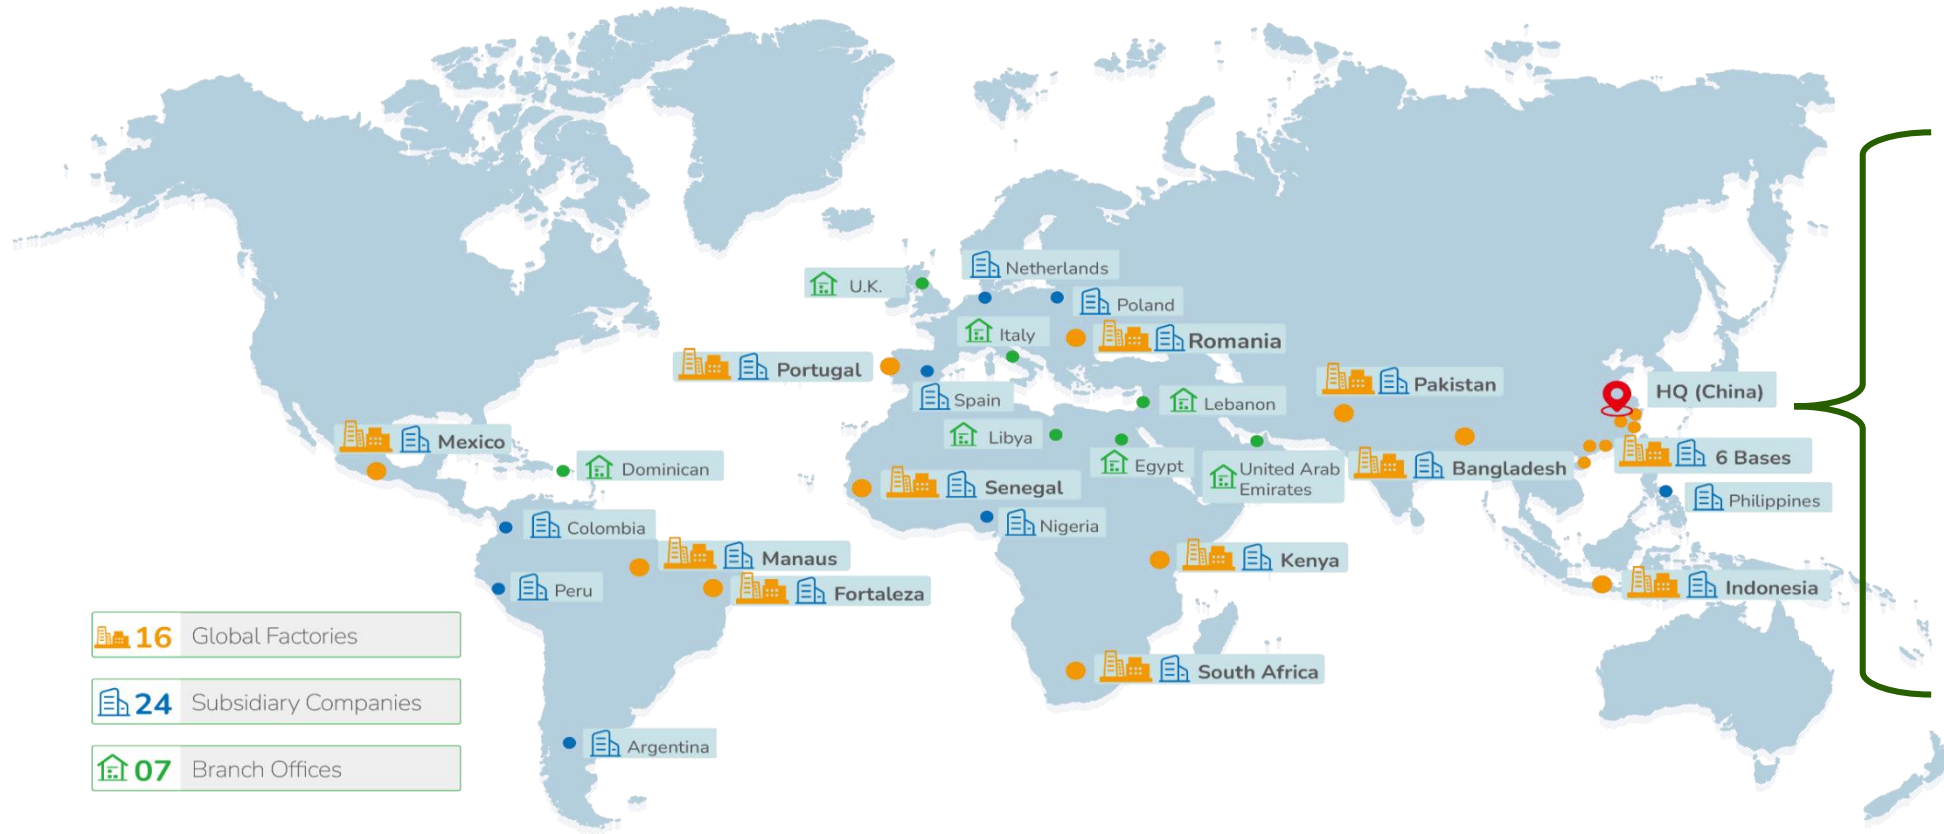 Netherlands
U.K.
Poland
Italy
Romania
Portugal
Pakistan
HQ (China)
Spain
Lebanon
Mexico
Libya
6 Bases
Dominican
Egypt
United Arab
Emirates
Bangladesh
Senegal
Philippines
Colombia
Nigeria
Manaus
Kenya
Peru
Fortaleza
Indonesia
16 Global Factories
South Africa
24 Subsidiary Companies
Argentina
07 Branch Offices